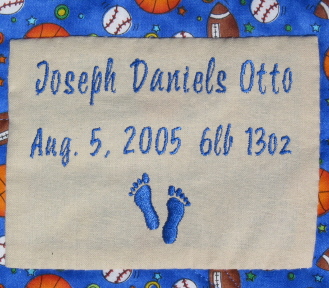 Joseph Daniels Otto
Aug. 5, 2005 6lb 13oz